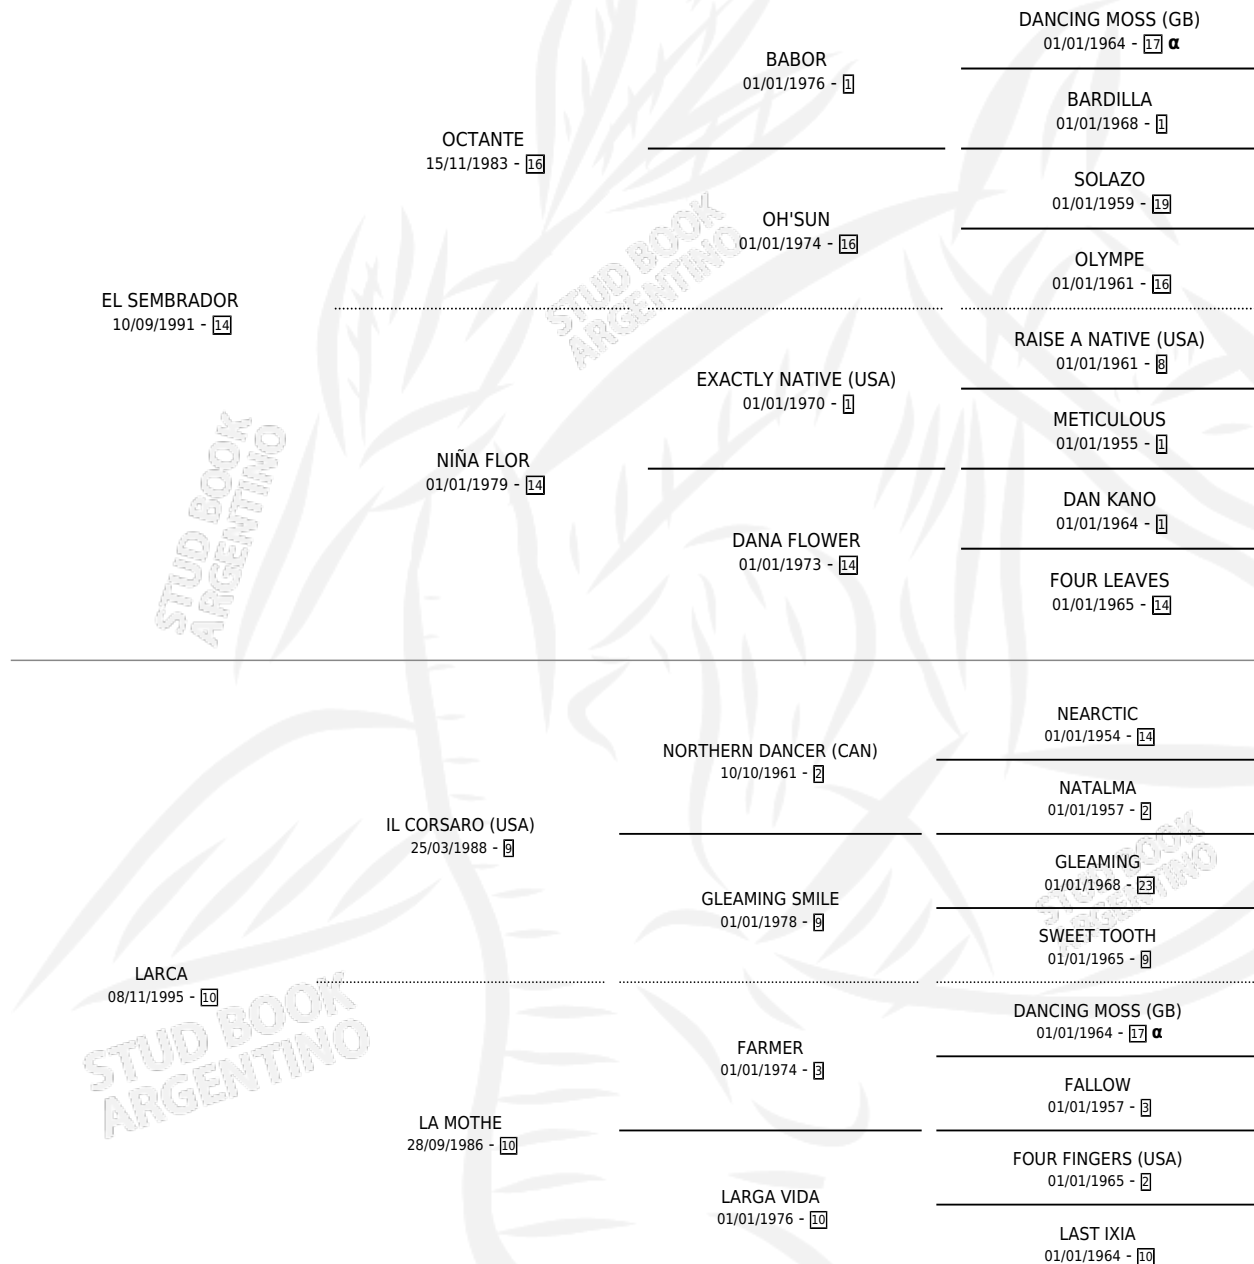 DANCING MOSS (GB)
01/01/1964 - 17 α
BABOR
01/01/1976 - 1
BARDILLA
01/01/1968 - 1
OCTANTE
15/11/1983 - 16
SOLAZO
01/01/1959 - 19
OH'SUN
01/01/1974 - 16
OLYMPE
01/01/1961 - 16
EL SEMBRADOR
10/09/1991 - 14
RAISE A NATIVE (USA)
01/01/1961 - 8
EXACTLY NATIVE (USA)
01/01/1970 - 1
METICULOUS
01/01/1955 - 1
NIÑA FLOR
01/01/1979 - 14
DAN KANO
01/01/1964 - 1
DANA FLOWER
01/01/1973 - 14
FOUR LEAVES
01/01/1965 - 14
NEARCTIC
01/01/1954 - 14
NORTHERN DANCER (CAN)
10/10/1961 - 2
NATALMA
01/01/1957 - 2
IL CORSARO (USA)
25/03/1988 - 9
GLEAMING
01/01/1968 - 23
GLEAMING SMILE
01/01/1978 - 9
SWEET TOOTH
01/01/1965 - 9
LARCA
08/11/1995 - 10
DANCING MOSS (GB)
01/01/1964 - 17 α
FARMER
01/01/1974 - 3
FALLOW
01/01/1957 - 3
LA MOTHE
28/09/1986 - 10
FOUR FINGERS (USA)
01/01/1965 - 2
LARGA VIDA
01/01/1976 - 10
LAST IXIA
01/01/1964 - 10
STUD BOOK
ARGENTINO
STUD BOOK
ARGENTINO
STUD BOOK
ARGENTINO
STUD BOOK
ARGENTINO